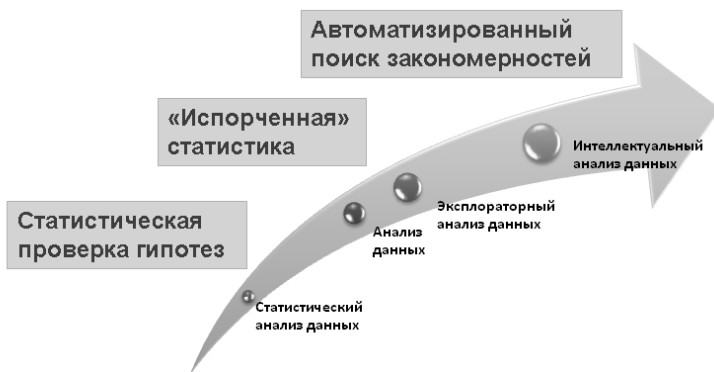 Автоматизированный
поиск закономерностей
«Испорченная»
статистика
Интеллектуальный
анализ данных
Статистическая
проверка гипотез
Эксплораторный
анализ данных
Анализ
данных
Статистический
анализ данных